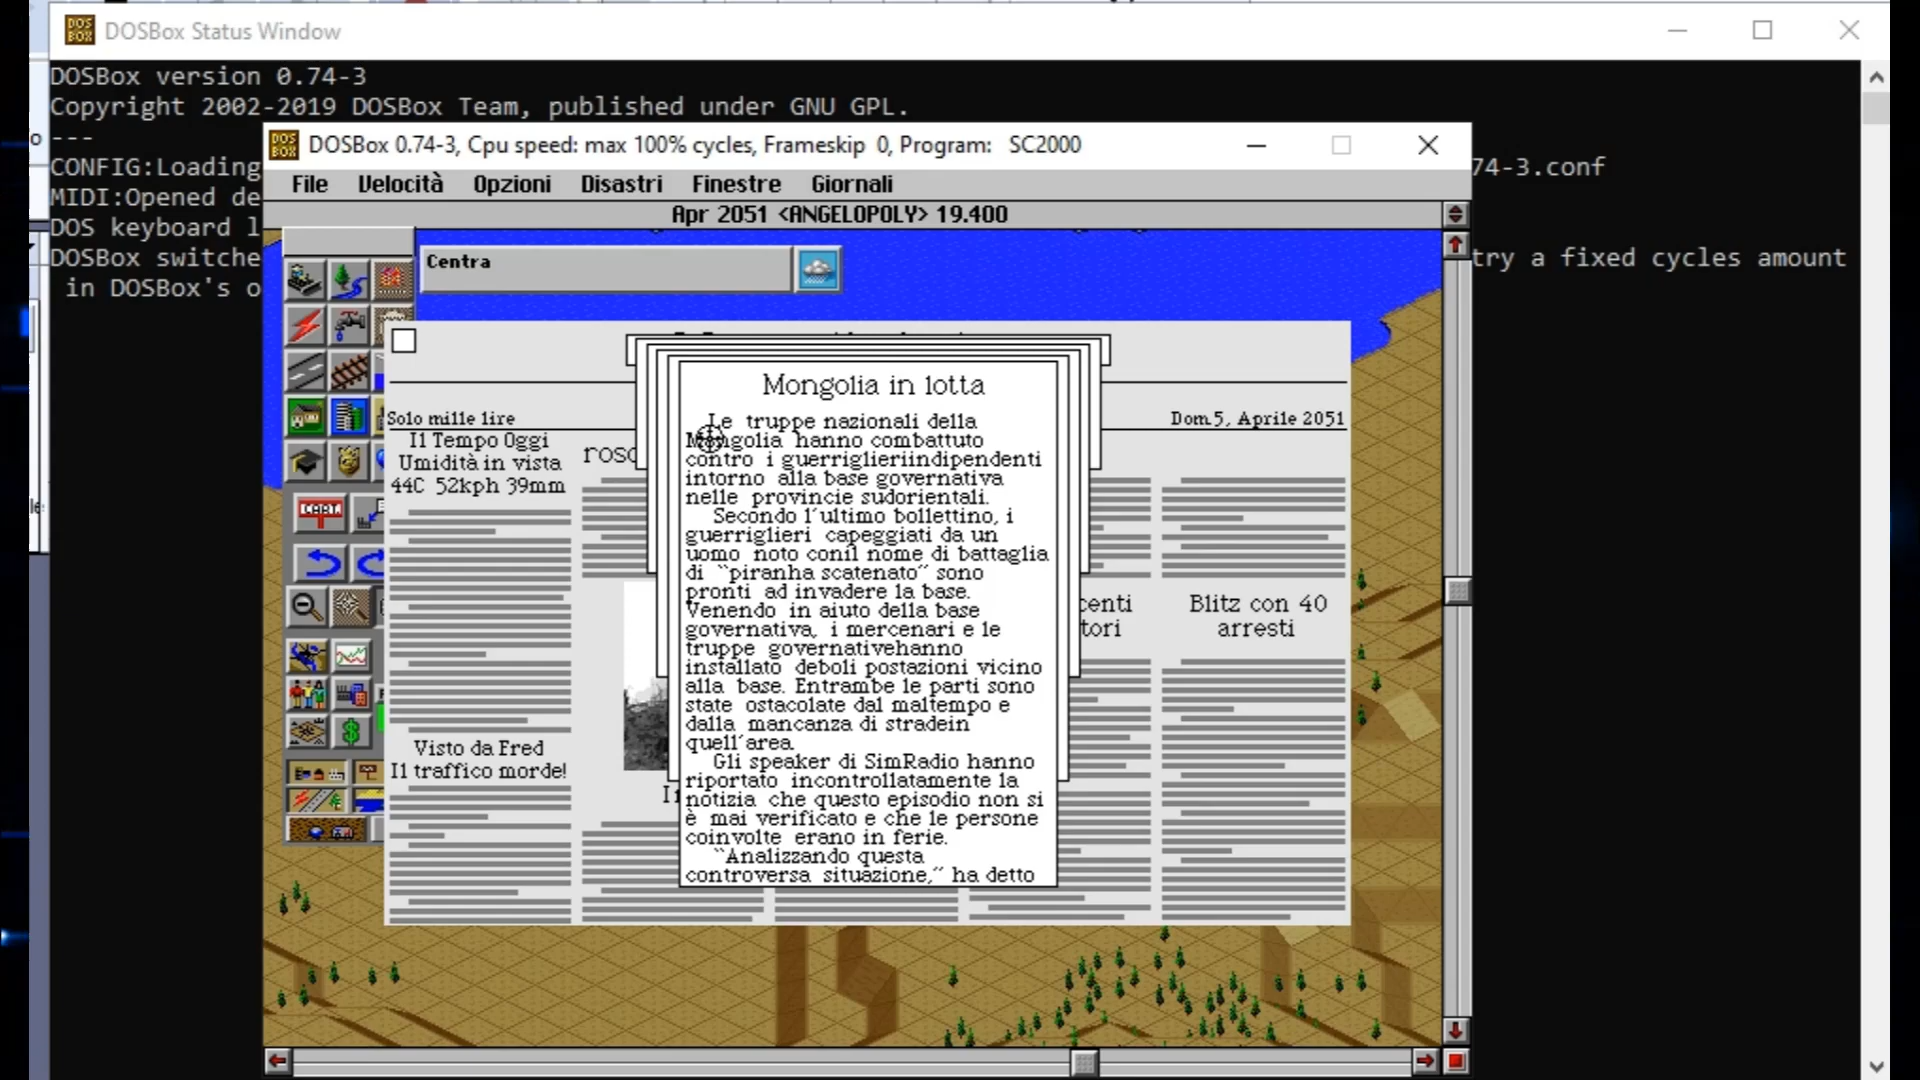 DOSBox Status Window
DOSBox version 0.74-3
Copyright 2002-2019 DOSBox Team, published under GNU GPL.
---
CONFIG:Loading
74-3.conf
MIDI:Opened de
DOS keyboard l
DOSBox switche
try a fixed cycles amount
in DOSBox's o
DOSBox 0.74-3, Cpu speed: max 100% cycles, Frameskip 0, Program: SC2000
File Velocità Opzioni Disastri Finestre Giornali
Apr 2051 <ANGELOPOLY> 19.400
Centra
CART.
Solo mille lire
Dom.5, Aprile 2051
Il Tempo Oggi
Umidità in vista
44C 52kph 39mm
Visto da Fred
Il traffico morde!
Mongolia in lotta
Le truppe nazionali della
Mongolia hanno combattuto
contro i guerriglieriindipendenti
intorno alla base governativa
nelle provincie sudorientali.
Secondo l'ultimo bollettino, i
guerriglieri capeggiati da un
uomo noto conil nome di battaglia
di "piranha scatenato" sono
pronti ad invadere la base.
Venendo in aiuto della base
governativa, i mercenari e le
truppe governativehanno
installato deboli postazioni vicino
alla base. Entrambe le parti sono
state ostacolate dal maltempo e
dalla mancanza di stradein
quell'area.
Gli speaker di SimRadio hanno
riportato incontrollatamente la
notizia che questo episodio non si
è mai verificato e che le persone
coinvolte erano in ferie.
"Analizzando questa
controversa situazione," ha detto
centi
tori
Blitz con 40
arresti